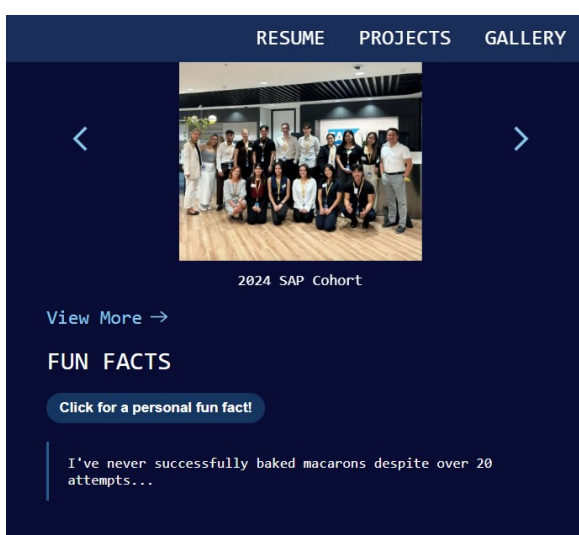 RESUME PROJECTS GALLERY
SAP
2024 SAP Cohort
View More →
FUN FACTS
Click for a personal fun fact!
I've never successfully baked macarons despite over 20
attempts...